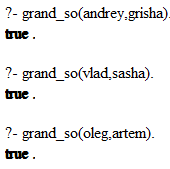 ?- grand_so(andrey,grisha).
true .
?- grand_so(vlad,sasha).
true .
?- grand_so(oleg,artem).
true .